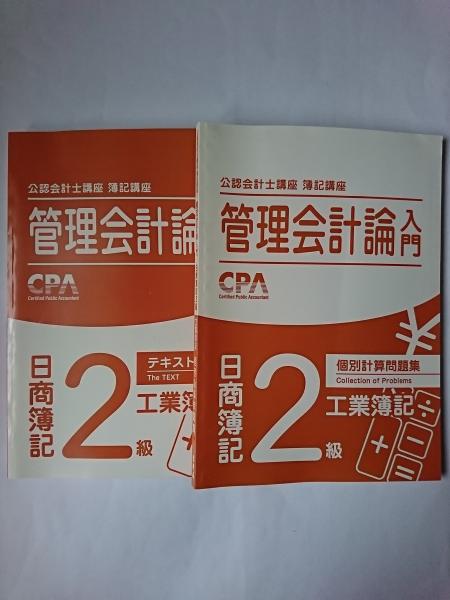 公認会計士講座 簿記講座
管理会計論
CPA
Certified Public Accountant
テキスト
The TEXT
日商簿記
2級
工業簿
公認会計士講座 簿記講座
管理会計論入門
CPA
Certified Public Accountant
個別計算問題集
Collection of Problems
日商簿記
2級
工業簿記